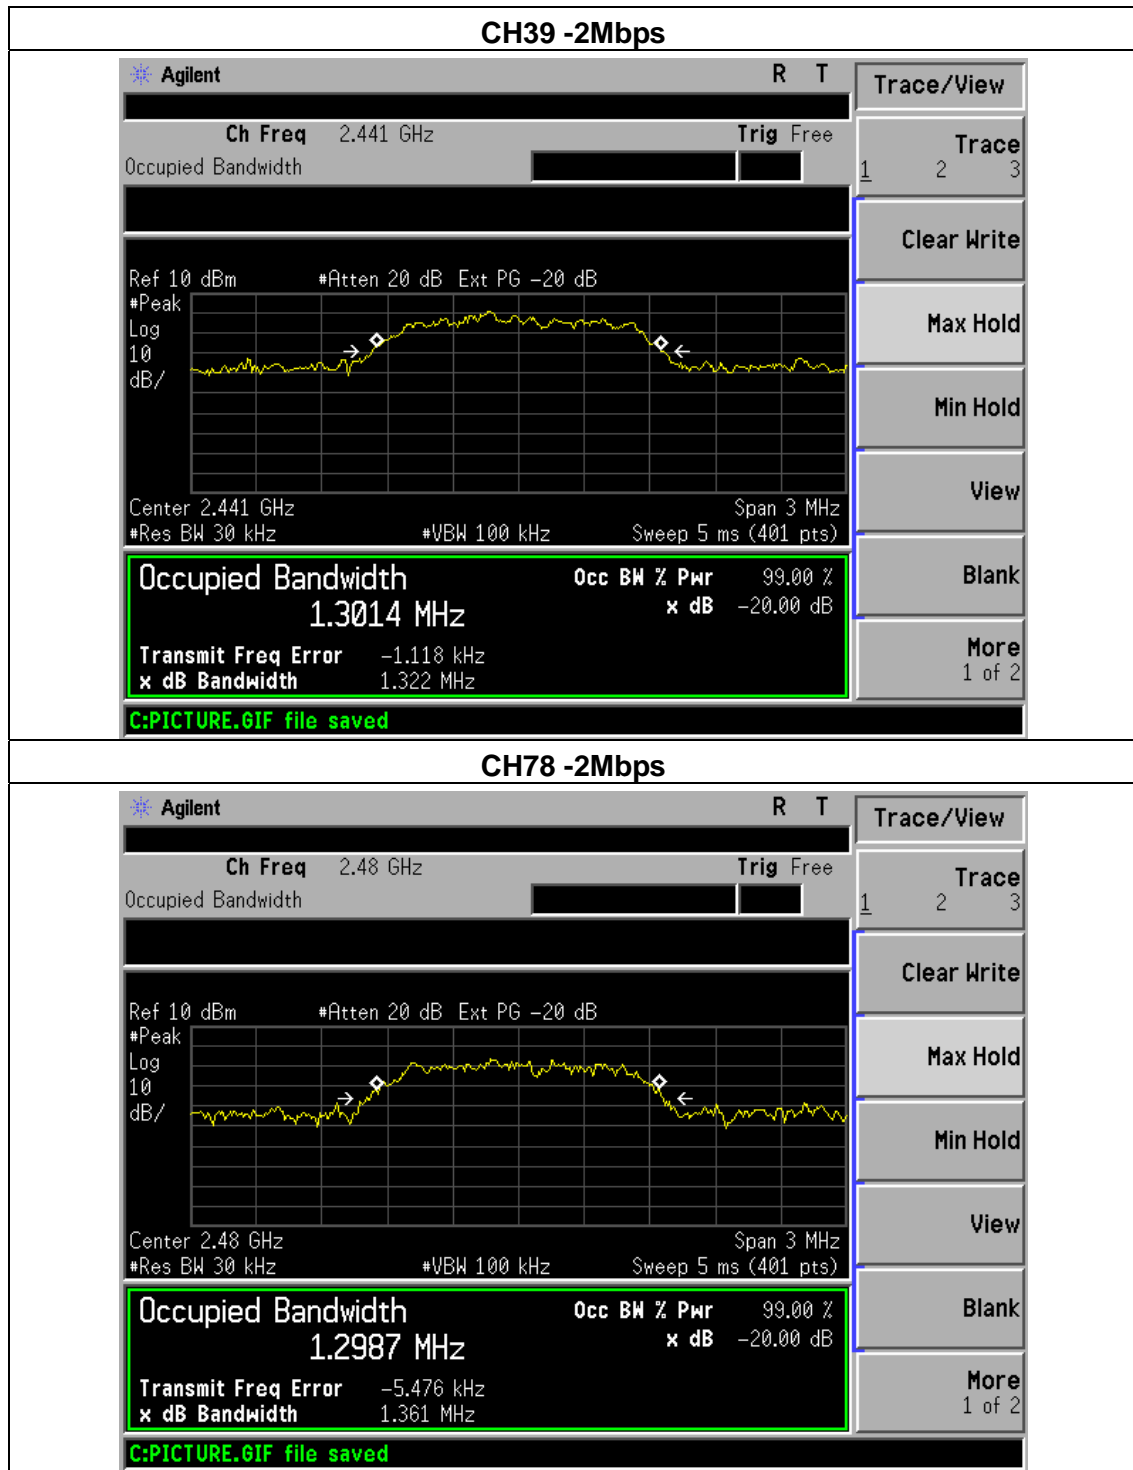 CH39 -2Mbps
Agilent R T
Trace/View
Ch Freq 2.441 GHz Trig Free
Occupied Bandwidth
Trace
1 2 3
Clear Write
Ref 10 dBm #Atten 20 dB Ext PG -20 dB
#Peak
Log
10
dB/
Max Hold
Min Hold
View
Center 2.441 GHz Span 3 MHz
#Res BW 30 kHz #VBW 100 kHz Sweep 5 ms (401 pts)
Occupied Bandwidth Occ BW % Pwr 99.00 %
1.3014 MHz x dB -20.00 dB
Blank
Transmit Freq Error -1.118 kHz
x dB Bandwidth 1.322 MHz
More
1 of 2
C:PICTURE.GIF file saved
CH78 -2Mbps
Agilent R T
Trace/View
Ch Freq 2.48 GHz Trig Free
Occupied Bandwidth
Trace
1 2 3
Clear Write
Ref 10 dBm #Atten 20 dB Ext PG -20 dB
#Peak
Log
10
dB/
Max Hold
Min Hold
View
Center 2.48 GHz Span 3 MHz
#Res BW 30 kHz #VBW 100 kHz Sweep 5 ms (401 pts)
Occupied Bandwidth Occ BW % Pwr 99.00 %
1.2987 MHz x dB -20.00 dB
Blank
Transmit Freq Error -5.476 kHz
x dB Bandwidth 1.361 MHz
More
1 of 2
C:PICTURE.GIF file saved